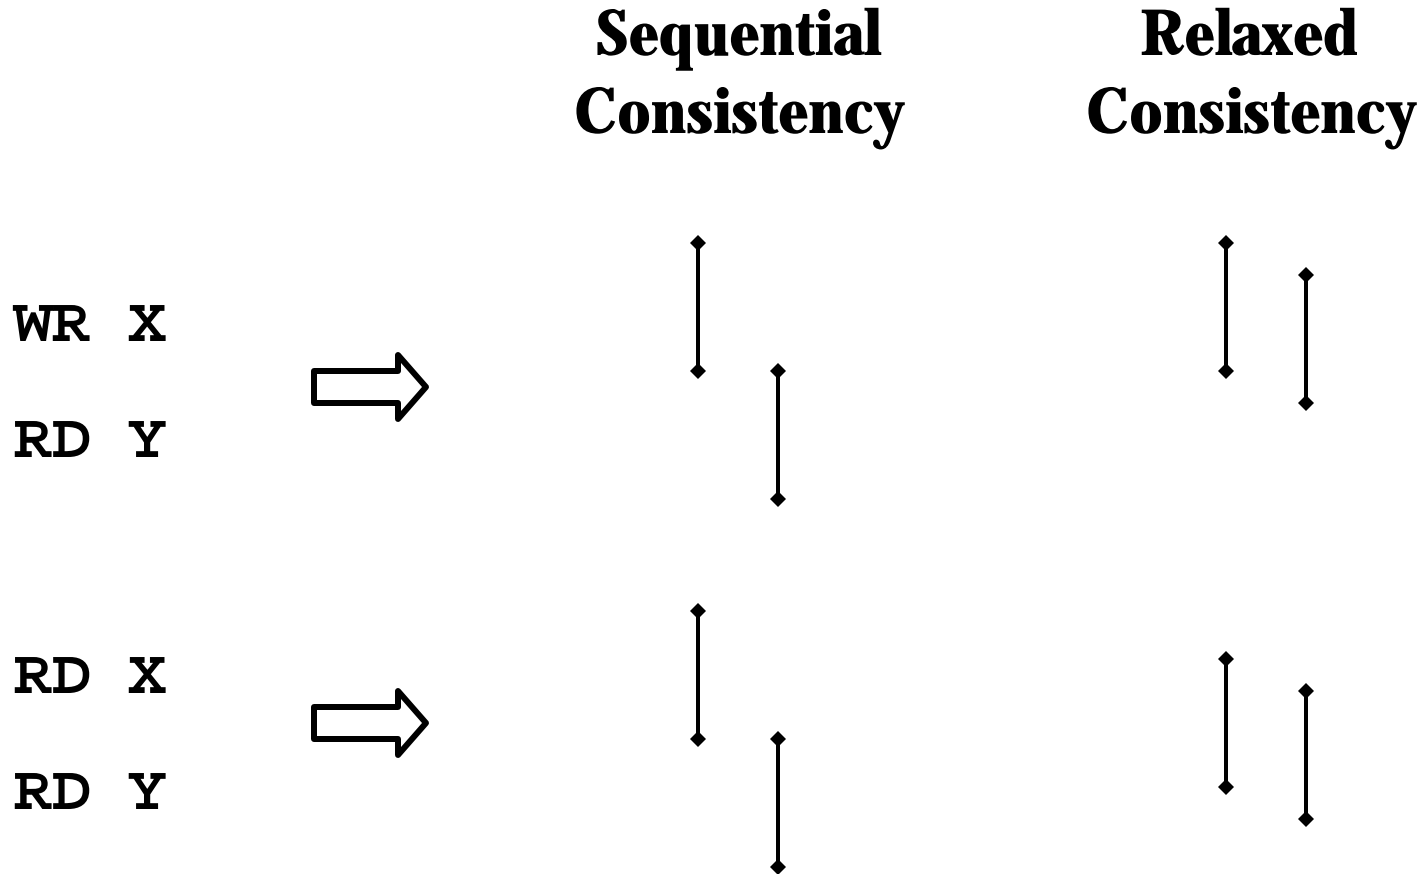 Sequential
Consistency
Relaxed
Consistency
WR X
RD Y
RD X
RD Y